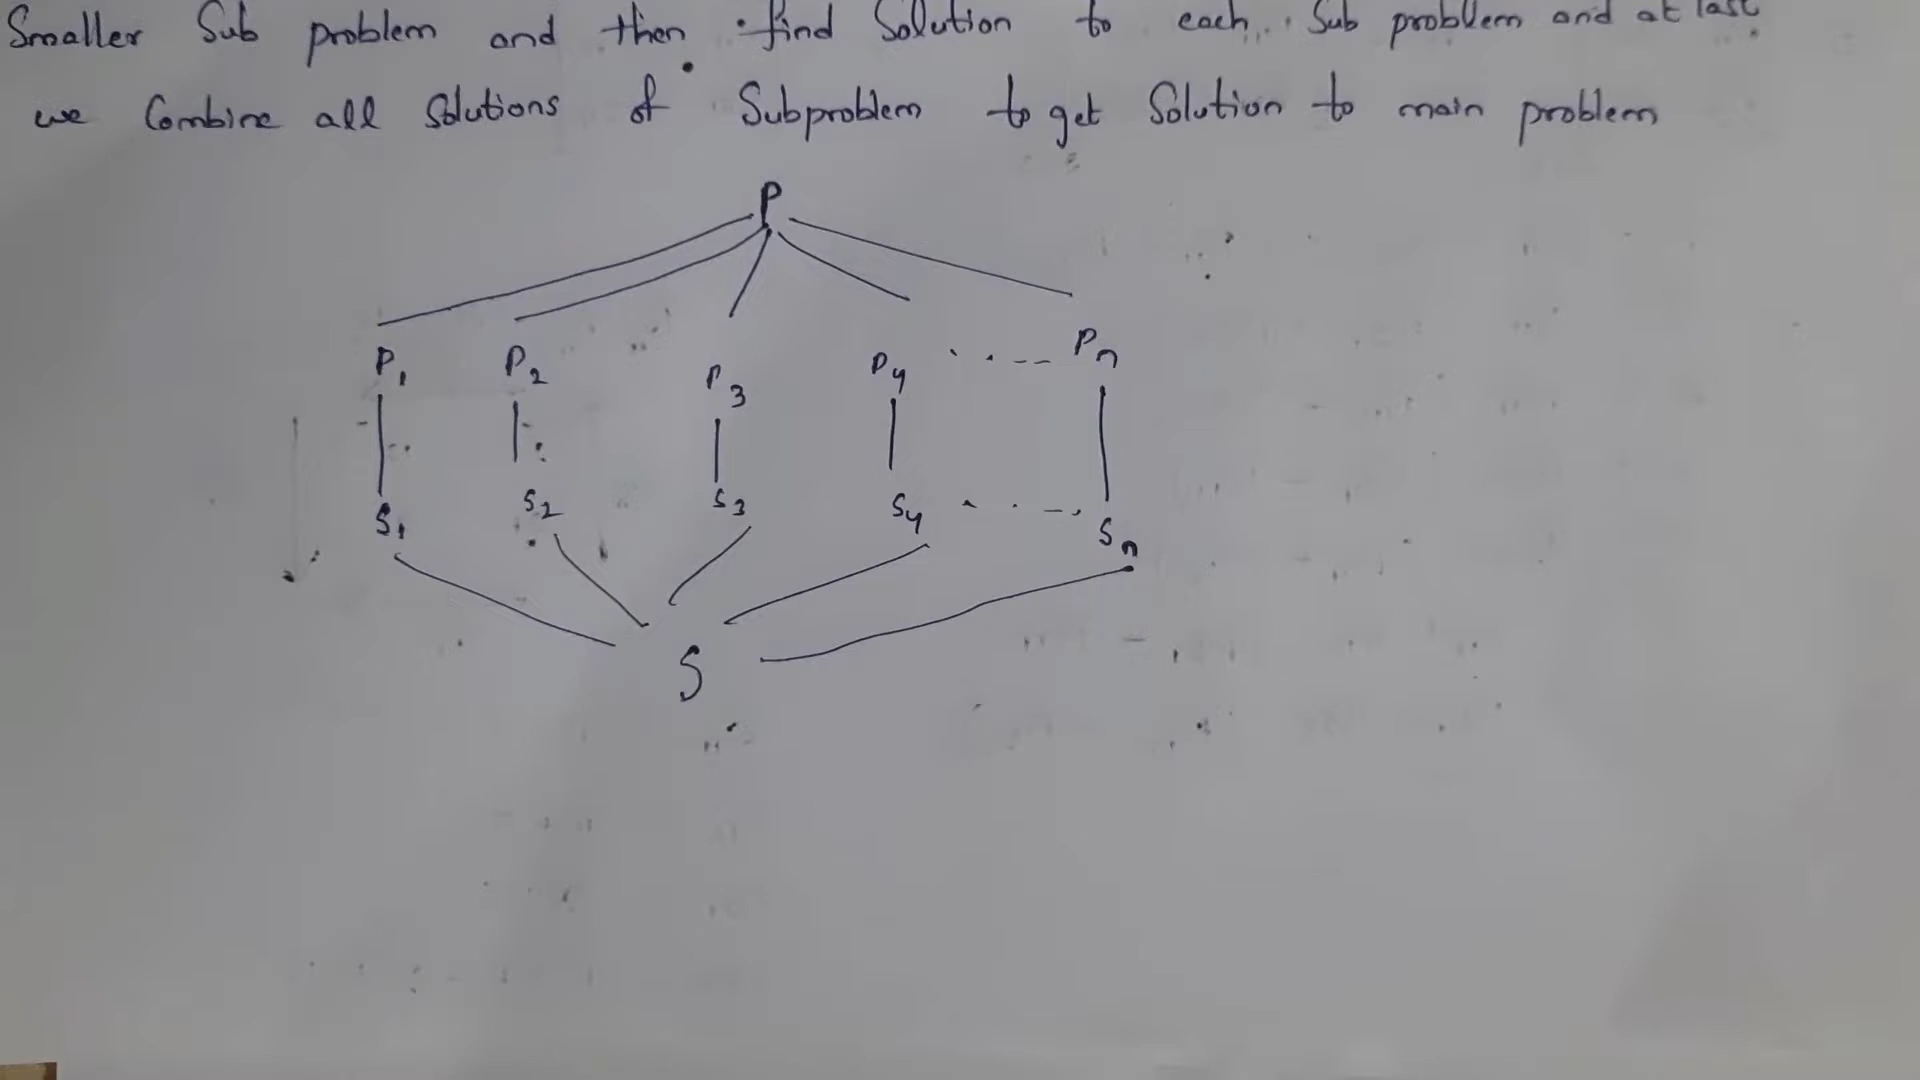 Smaller Sub problem and then find Solution to each Sub problem and at last
we Combine all Solutions of Subproblem to get Solution to main problem
P
P1 P2 P3 P4 . . -- Pn
S1 S2 S3 S4 . . -. Sn
S